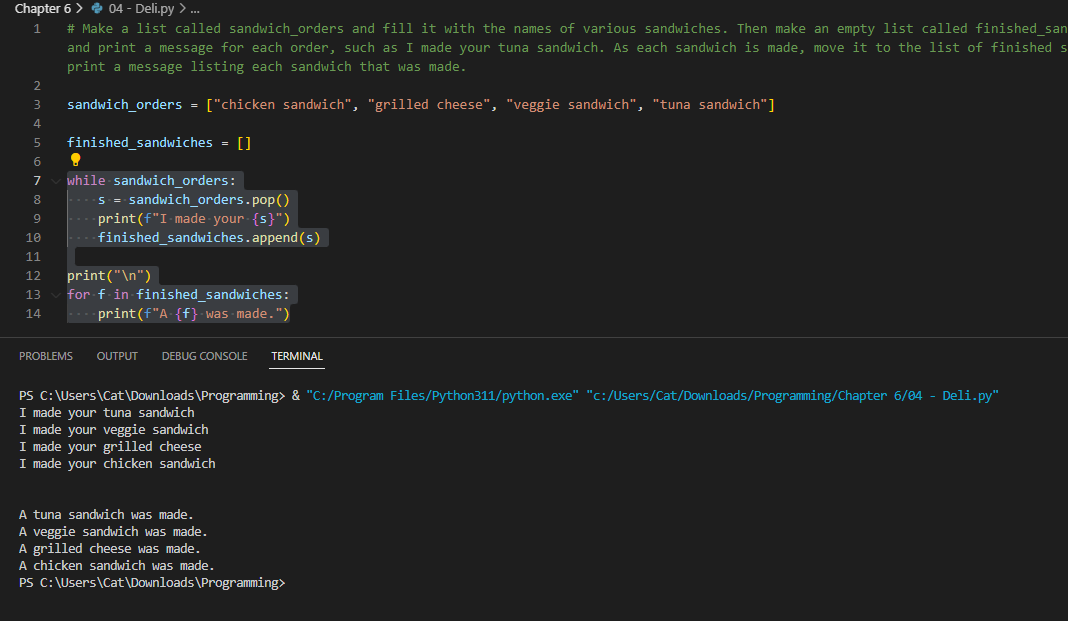 Chapter 6 > 04 - Deli.py > ...
1 # Make a list called sandwich_orders and fill it with the names of various sandwiches. Then make an empty list called finished_san
and print a message for each order, such as I made your tuna sandwich. As each sandwich is made, move it to the list of finished s
print a message listing each sandwich that was made.
2
3 sandwich_orders = ["chicken sandwich", "grilled cheese", "veggie sandwich", "tuna sandwich"]
4
5 finished_sandwiches = []
6
7 while sandwich_orders:
8     s = sandwich_orders.pop()
9     print(f"I made your {s}")
10     finished_sandwiches.append(s)
11
12 print("\n")
13 for f in finished_sandwiches:
14     print(f"A {f} was made.")
PROBLEMS OUTPUT DEBUG CONSOLE TERMINAL
PS C:\Users\Cat\Downloads\Programming> & "C:/Program Files/Python311/python.exe" "c:/Users/Cat/Downloads/Programming/Chapter 6/04 - Deli.py"
I made your tuna sandwich
I made your veggie sandwich
I made your grilled cheese
I made your chicken sandwich
A tuna sandwich was made.
A veggie sandwich was made.
A grilled cheese was made.
A chicken sandwich was made.
PS C:\Users\Cat\Downloads\Programming>